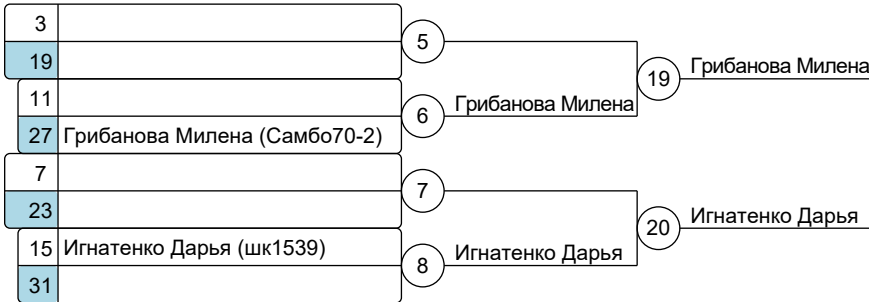 3
19
5
11
27 Грибанова Милена (Самбо70-2)
6
Грибанова Милена
19
Грибанова Милена
7
23
7
15 Игнатенко Дарья (шк1539)
31
8
Игнатенко Дарья
20
Игнатенко Дарья